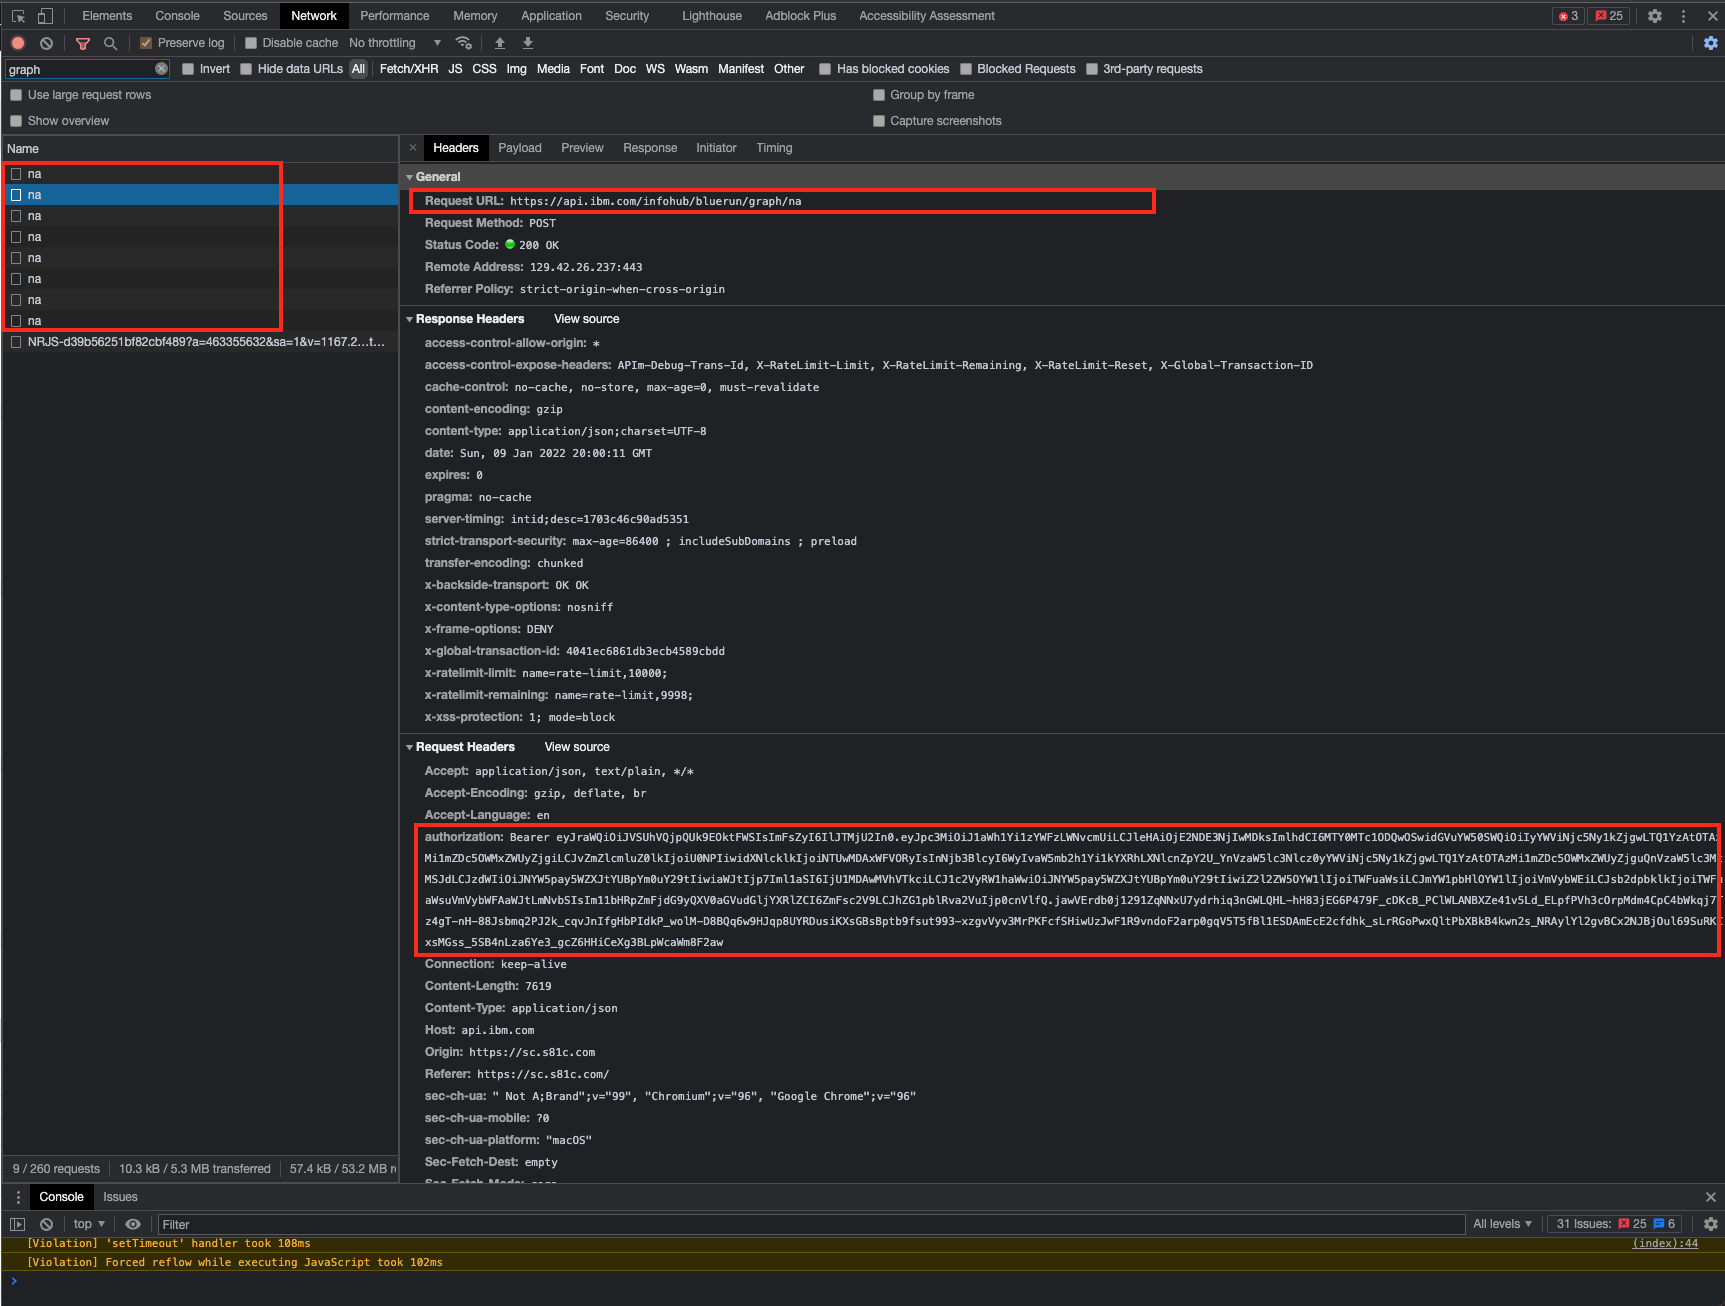 Elements Console Sources Network Performance Memory Application Security Lighthouse Adblock Plus Accessibility Assessment 3 25
Preserve log Disable cache No throttling
graph Invert Hide data URLs All Fetch/XHR JS CSS Img Media Font Doc WS Wasm Manifest Other Has blocked cookies Blocked Requests 3rd-party requests
Use large request rows Group by frame
Show overview Capture screenshots
Name
na
na
na
na
na
na
na
na
NRJS-d39b56251bf82cbf489?a=463355632&sa=1&v=1167.2...t...
9 / 260 requests 10.3 kB / 5.3 MB transferred 57.4 kB / 53.2 MB r
Headers Payload Preview Response Initiator Timing
General
Request URL: https://api.ibm.com/infohub/bluerun/graph/na
Request Method: POST
Status Code: 200 OK
Remote Address: 129.42.26.237:443
Referrer Policy: strict-origin-when-cross-origin
Response Headers View source
access-control-allow-origin: *
access-control-expose-headers: APIm-Debug-Trans-Id, X-RateLimit-Limit, X-RateLimit-Remaining, X-RateLimit-Reset, X-Global-Transaction-ID
cache-control: no-cache, no-store, max-age=0, must-revalidate
content-encoding: gzip
content-type: application/json;charset=UTF-8
date: Sun, 09 Jan 2022 20:00:11 GMT
expires: 0
pragma: no-cache
server-timing: intid;desc=1703c46c90ad5351
strict-transport-security: max-age=86400 ; includeSubDomains ; preload
transfer-encoding: chunked
x-backside-transport: OK OK
x-content-type-options: nosniff
x-frame-options: DENY
x-global-transaction-id: 4041ec6861db3ecb4589cbdd
x-ratelimit-limit: name=rate-limit,10000;
x-ratelimit-remaining: name=rate-limit,9998;
x-xss-protection: 1; mode=block
Request Headers View source
Accept: application/json, text/plain, */*
Accept-Encoding: gzip, deflate, br
Accept-Language: en
authorization: Bearer
Connection: keep-alive
Content-Length: 7619
Content-Type: application/json
Host: api.ibm.com
Origin: https://sc.s81c.com
Referer: https://sc.s81c.com/
sec-ch-ua: " Not A;Brand";v="99", "Chromium";v="96", "Google Chrome";v="96"
sec-ch-ua-mobile: ?0
sec-ch-ua-platform: "macOS"
Sec-Fetch-Dest: empty
Console Issues
top Filter All levels 31 Issues: 25 6
[Violation] 'setTimeout' handler took 108ms (index):44
[Violation] Forced reflow while executing JavaScript took 102ms